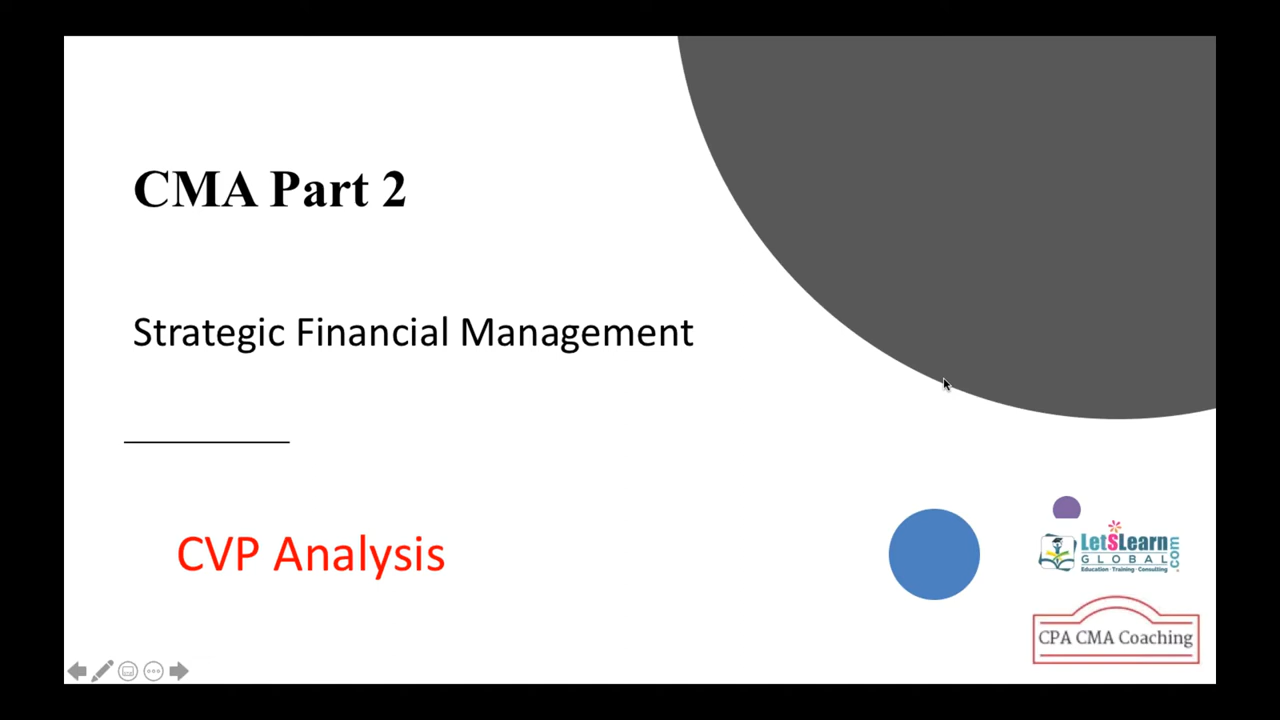 CMA Part 2
Strategic Financial Management
CVP Analysis
LetSLearn
GLOBAL
.com
Education · Training · Consulting
CPA CMA Coaching